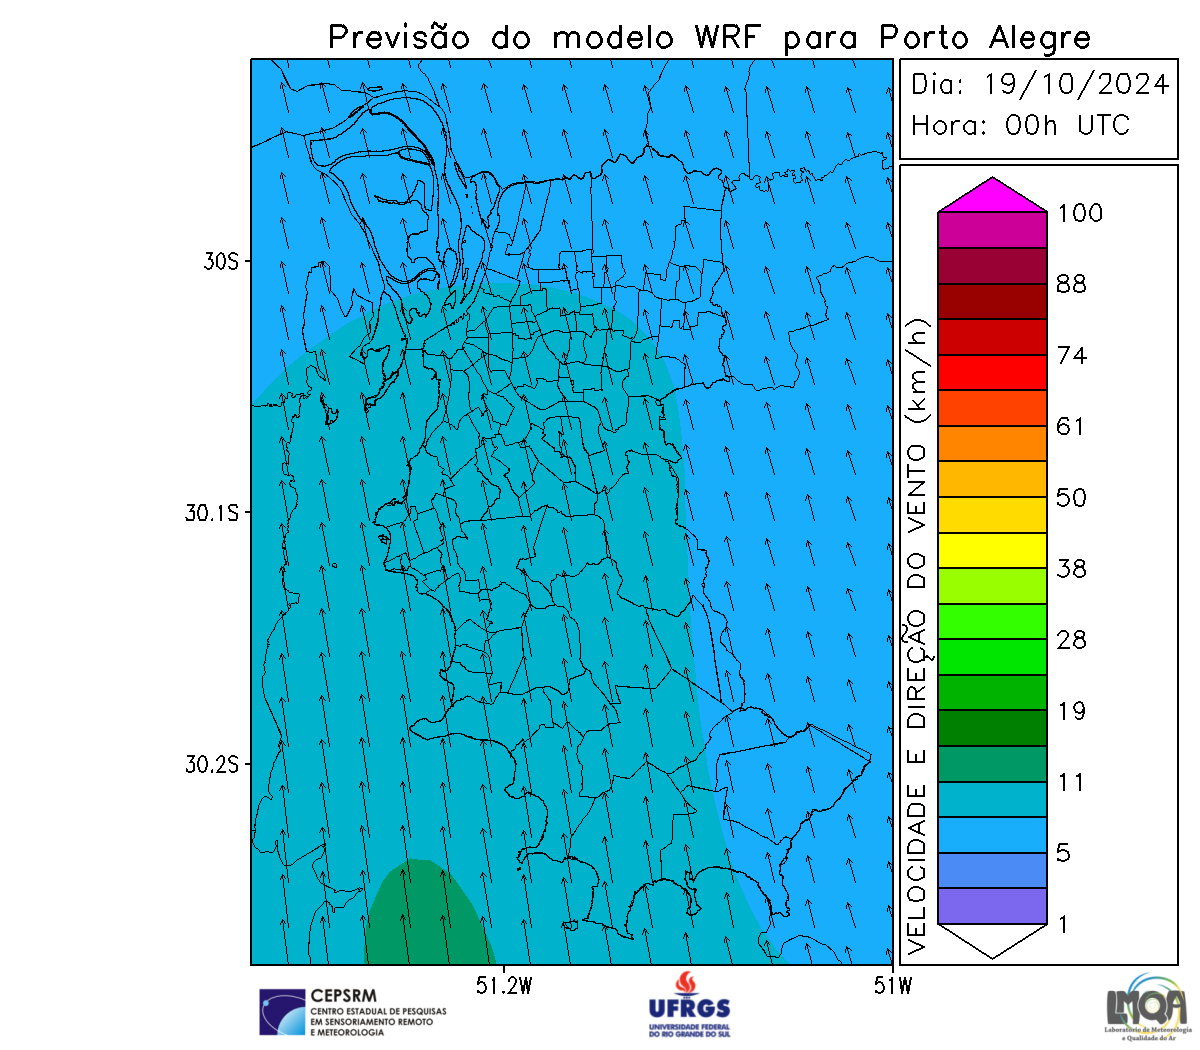 Previsão do modelo WRF para Porto Alegre
Dia: 19/10/2024
Hora: 00h UTC
100
88
74
61
50
38
28
19
11
5
1
VELOCIDADE E DIREÇÃO DO VENTO (km/h)
30S
30.1S
30.2S
51.2W
51W
CEPSRM
CENTRO ESTADUAL DE PESQUISAS
EM SENSORIAMENTO REMOTO
E METEOROLOGIA
UFRGS
UNIVERSIDADE FEDERAL
DO RIO GRANDE DO SUL
LMQA
Laboratório de Meteorologia
e Qualidade do Ar